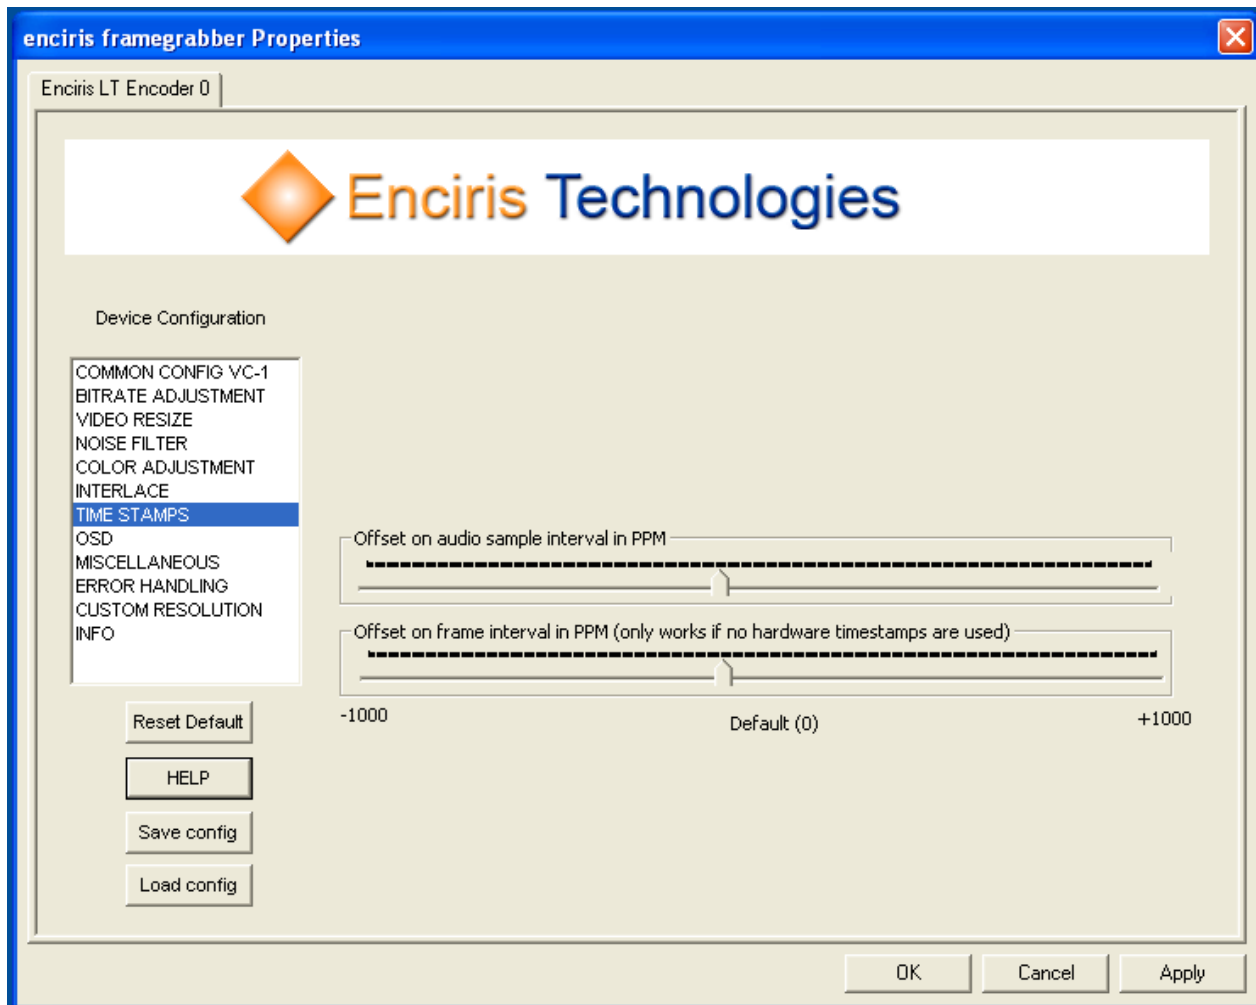 enciris framegrabber Properties
Enciris LT Encoder 0
Enciris Technologies
Device Configuration
COMMON CONFIG VC-1
BITRATE ADJUSTMENT
VIDEO RESIZE
NOISE FILTER
COLOR ADJUSTMENT
INTERLACE
TIME STAMPS
OSD
MISCELLANEOUS
ERROR HANDLING
CUSTOM RESOLUTION
INFO
Offset on audio sample interval in PPM
Offset on frame interval in PPM (only works if no hardware timestamps are used)
-1000
Default (0)
+1000
Reset Default
HELP
Save config
Load config
OK
Cancel
Apply